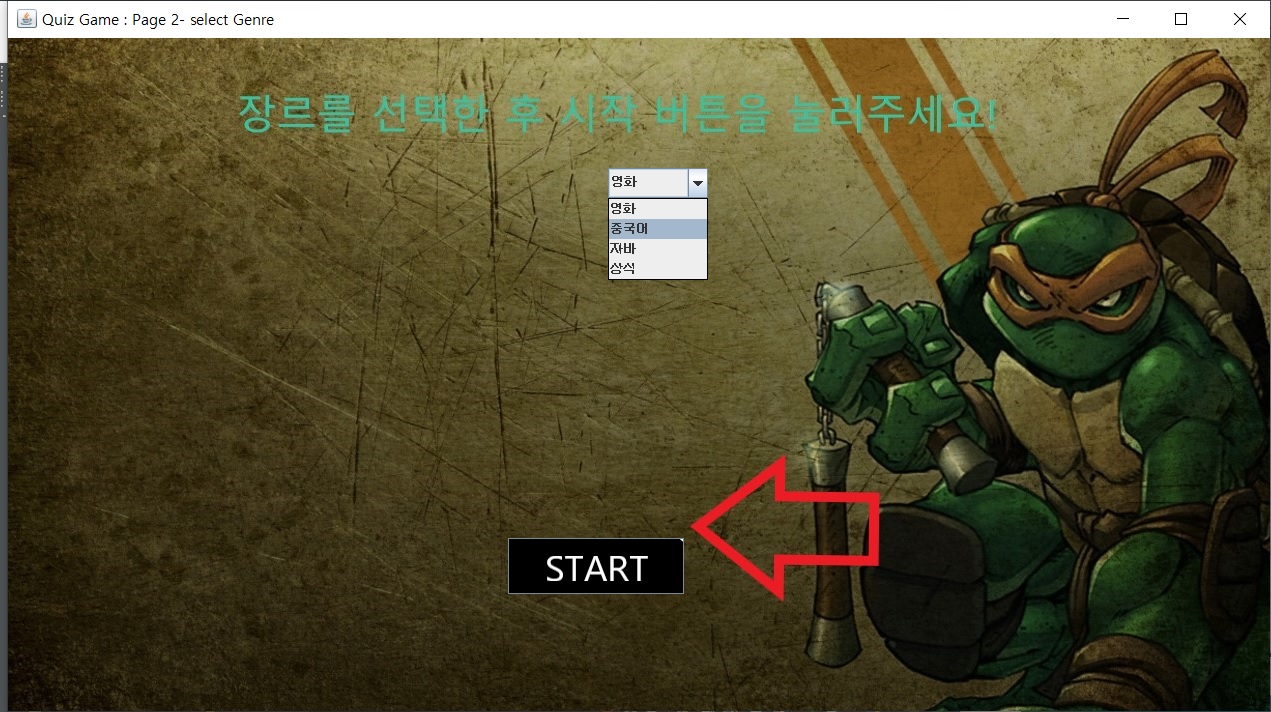 Quiz Game : Page 2- select Genre
장르를 선택한 후 시작 버튼을 눌러주세요!
영화
영화
중국어
자바
상식
START